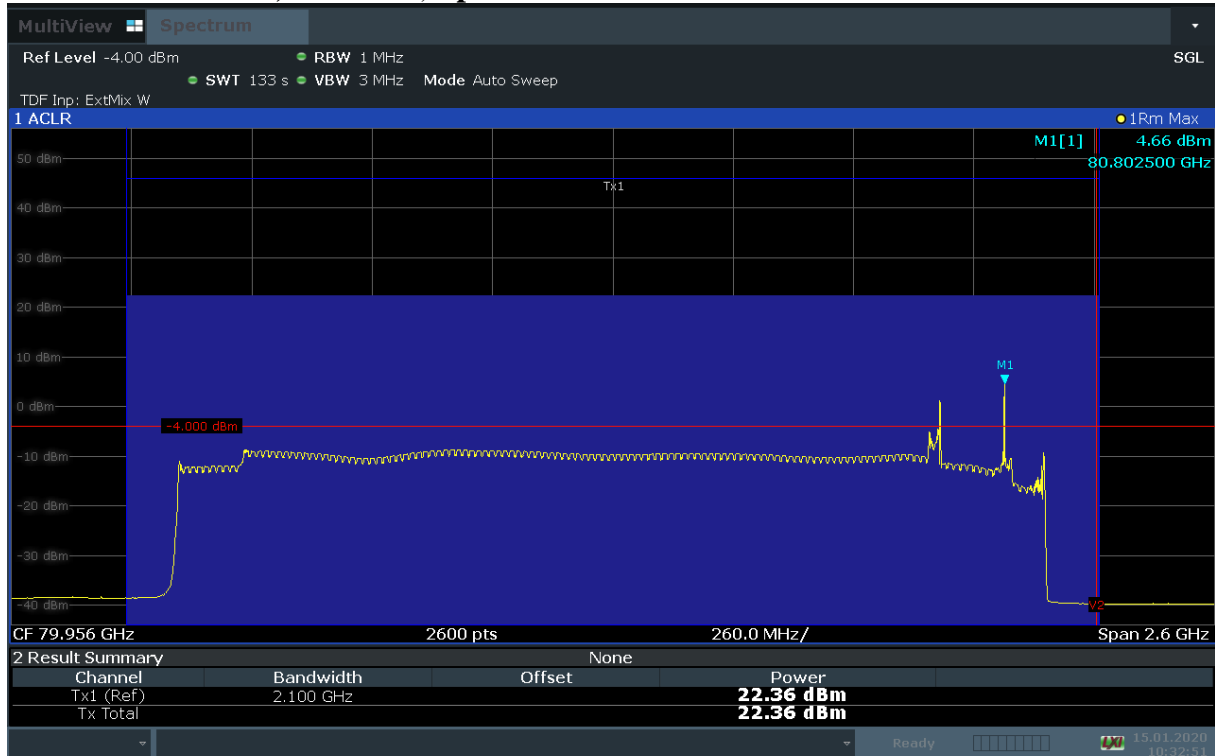 MultiView Spectrum
Ref Level -4.00 dBm RBW 1 MHz SGL
SWT 133 s VBW 3 MHz Mode Auto Sweep
TDF Inp: ExtMix W
1 ACLR 1Rm Max
M1[1] 4.66 dBm
80.802500 GHz
50 dBm
Tx1
40 dBm
30 dBm
20 dBm
10 dBm
M1
0 dBm
-4.000 dBm
-10 dBm
-20 dBm
-30 dBm
-40 dBm
V2
CF 79.956 GHz 2600 pts 260.0 MHz/ Span 2.6 GHz
2 Result Summary None
Channel Bandwidth Offset Power
Tx1 (Ref) 2.100 GHz 22.36 dBm
Tx Total 22.36 dBm
Ready LXI 15.01.2020
10:32:51